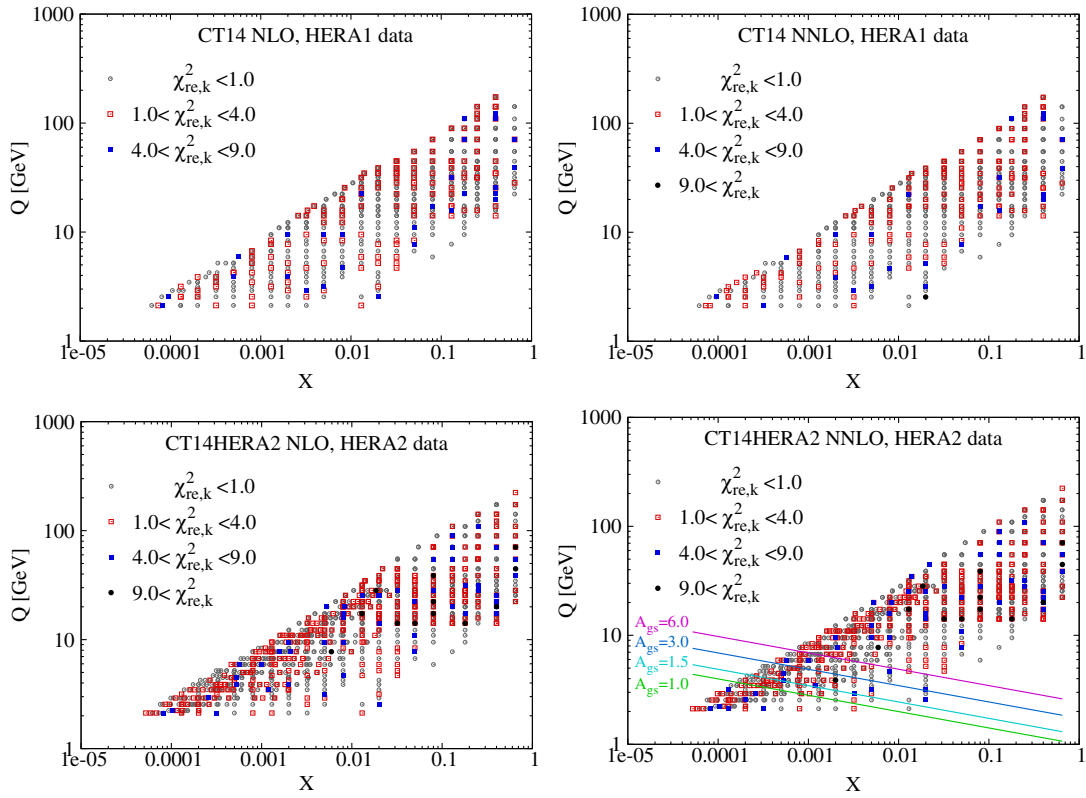 CT14 NLO, HERA1 data
χ²re,k <1.0
1.0< χ²re,k <4.0
4.0< χ²re,k <9.0
Q [GeV]
1000
100
10
1
1e-05 0.0001 0.001 0.01 0.1 1
X
CT14 NNLO, HERA1 data
χ²re,k <1.0
1.0< χ²re,k <4.0
4.0< χ²re,k <9.0
9.0< χ²re,k
Q [GeV]
1000
100
10
1
1e-05 0.0001 0.001 0.01 0.1 1
X
CT14HERA2 NLO, HERA2 data
χ²re,k <1.0
1.0< χ²re,k <4.0
4.0< χ²re,k <9.0
9.0< χ²re,k
Q [GeV]
1000
100
10
1
1e-05 0.0001 0.001 0.01 0.1 1
X
CT14HERA2 NNLO, HERA2 data
χ²re,k <1.0
1.0< χ²re,k <4.0
4.0< χ²re,k <9.0
9.0< χ²re,k
Ags=6.0
Ags=3.0
Ags=1.5
Ags=1.0
Q [GeV]
1000
100
10
1
1e-05 0.0001 0.001 0.01 0.1 1
X